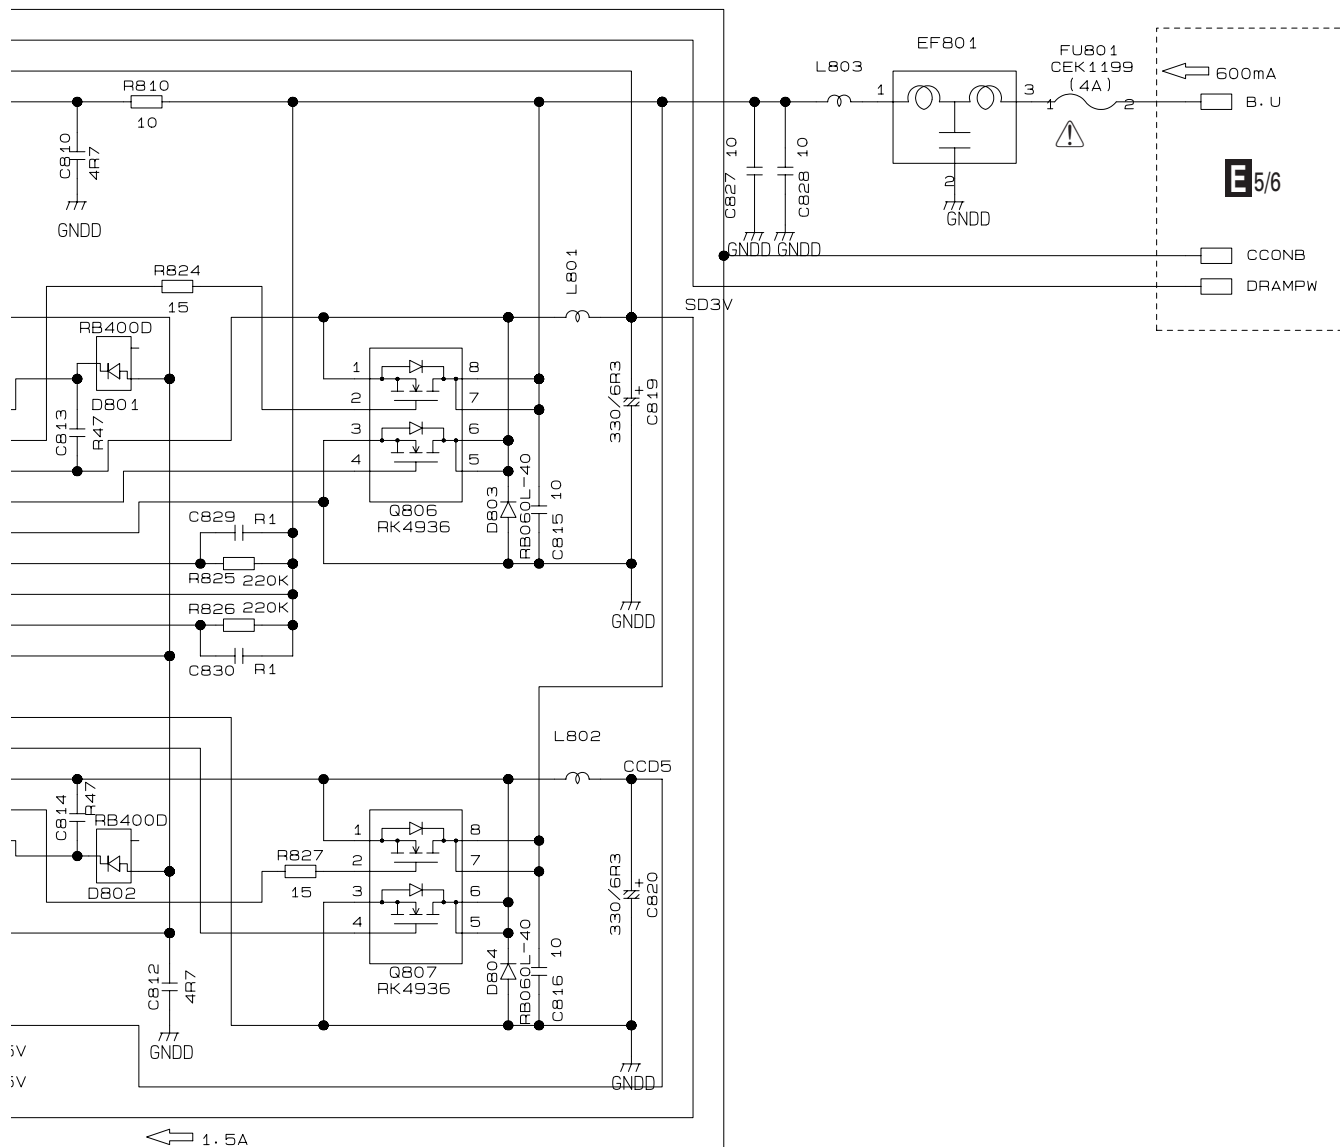 EF801
FU801
CEK1199
(4A)
L803
600mA
R810
1
3
1
2
B.U
10
C810
4R7
C827
10
C828
10
2
E 5/6
GNDD
GNDD
GNDD
GNDD
CCONB
L801
R824
DRAMPW
15
SD3V
RB400D
1
8
2
7
330/6R3
+
C819
D801
C813
R47
3
6
4
5
D803
RB060L-40
10
C815
Q806
RK4936
C829
R1
R825
220K
R826
220K
GNDD
C830
R1
L802
CCD5
C814
R47
RB400D
1
8
R827
2
7
330/6R3
+
C820
15
D802
3
6
4
5
D804
RB060L-40
10
C816
C812
4R7
Q807
RK4936
GNDD
5V
GNDD
5V
1.5A